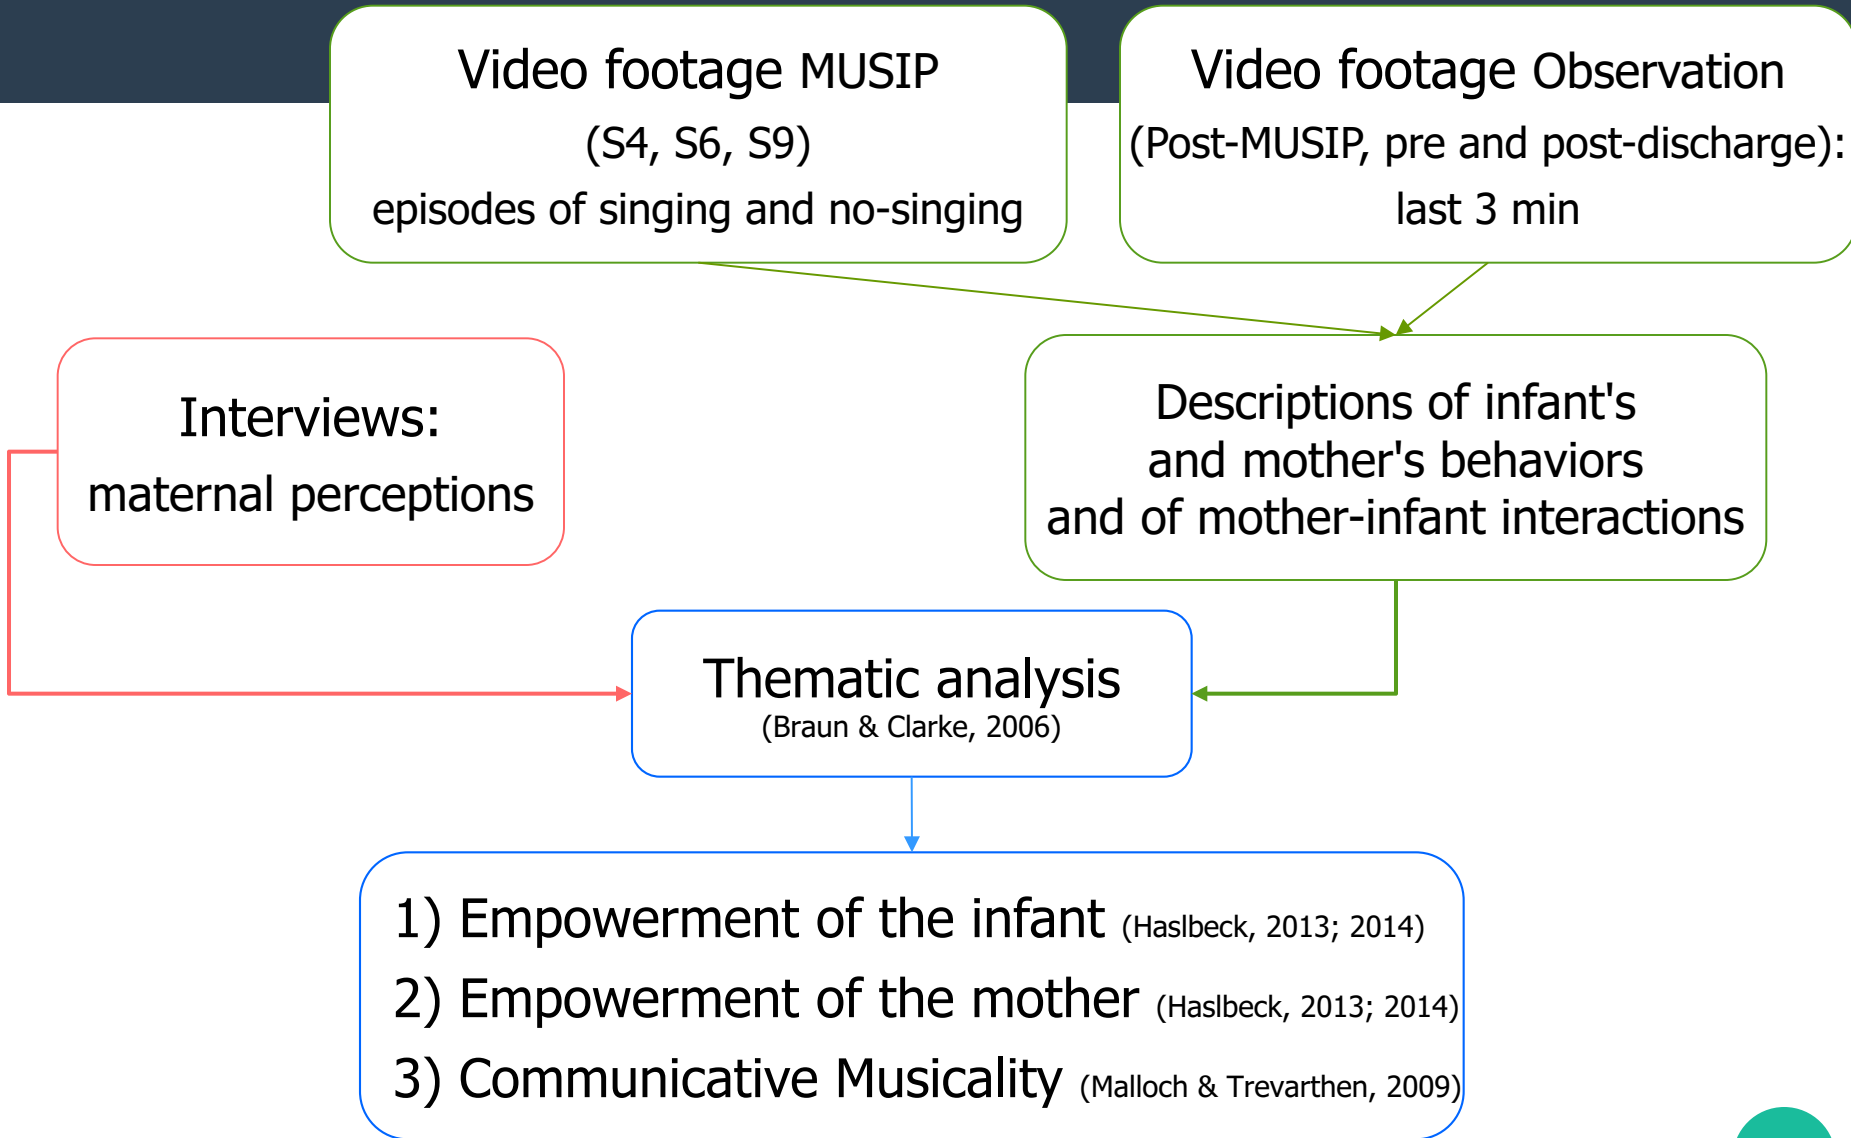 Video footage MUSIP
(S4, S6, S9)
episodes of singing and no-singing
Video footage Observation
(Post-MUSIP, pre and post-discharge):
last 3 min
Interviews:
maternal perceptions
Descriptions of infant's
and mother's behaviors
and of mother-infant interactions
Thematic analysis
(Braun & Clarke, 2006)
1) Empowerment of the infant (Haslbeck, 2013; 2014)
2) Empowerment of the mother (Haslbeck, 2013; 2014)
3) Communicative Musicality (Malloch & Trevarthen, 2009)